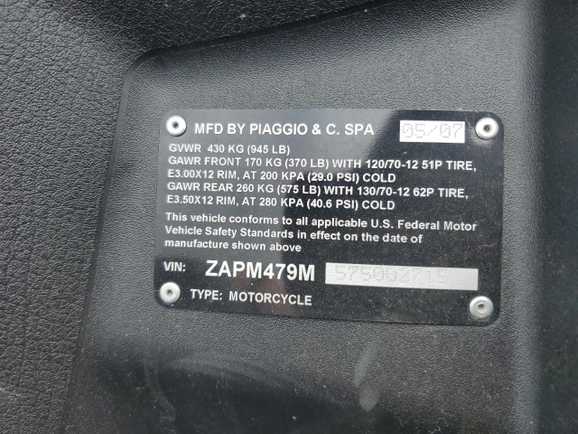 MFD BY PIAGGIO & C. SPA 05/07
GVWR 430 KG (945 LB)
GAWR FRONT 170 KG (370 LB) WITH 120/70-12 51P TIRE,
E3.00X12 RIM, AT 200 KPA (29.0 PSI) COLD
GAWR REAR 260 KG (575 LB) WITH 130/70-12 62P TIRE,
E3.50X12 RIM, AT 280 KPA (40.6 PSI) COLD
This vehicle conforms to all applicable U.S. Federal Motor
Vehicle Safety Standards in effect on the date of
manufacture shown above
VIN: ZAPM479M
TYPE: MOTORCYCLE